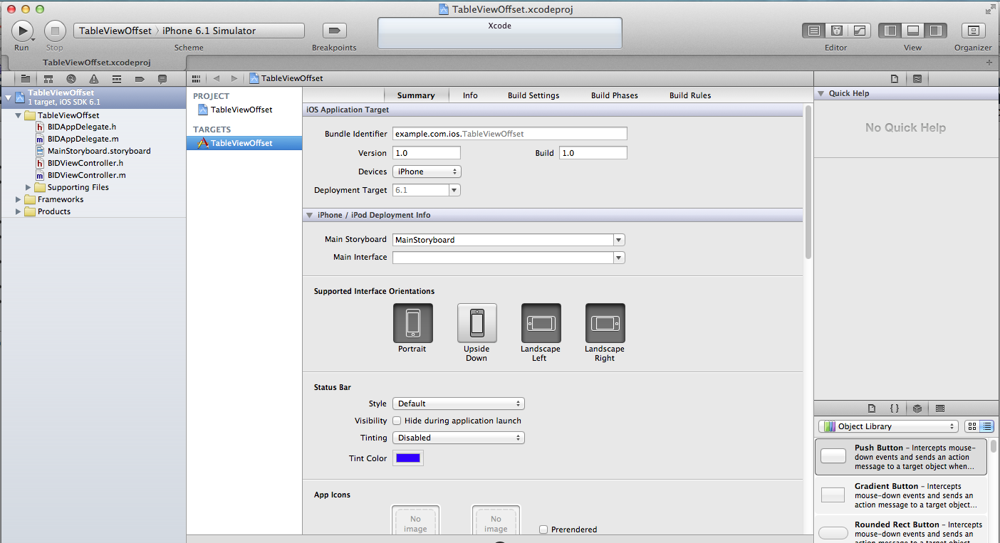 TableViewOffset.xcodeproj
Run
Stop
TableViewOffset › iPhone 6.1 Simulator
Scheme
Breakpoints
Xcode
Editor
View
Organizer
TableViewOffset.xcodeproj
TableViewOffset
TableViewOffset
1 target, iOS SDK 6.1
TableViewOffset
h BIDAppDelegate.h
m BIDAppDelegate.m
MainStoryboard.storyboard
h BIDViewController.h
m BIDViewController.m
Supporting Files
Frameworks
Products
PROJECT
TableViewOffset
TARGETS
TableViewOffset
Summary Info Build Settings Build Phases Build Rules
iOS Application Target
Bundle Identifier example.com.ios.TableViewOffset
Version 1.0 Build 1.0
Devices iPhone
Deployment Target 6.1
iPhone / iPod Deployment Info
Main Storyboard MainStoryboard
Main Interface
Supported Interface Orientations
Portrait
Upside
Down
Landscape
Left
Landscape
Right
Status Bar
Style Default
Visibility Hide during application launch
Tinting Disabled
Tint Color
App Icons
No
image
No
image
Prerendered
Quick Help
No Quick Help
{ }
Object Library
Push Button – Intercepts mouse-
down events and sends an action
message to a target object when...
Gradient Button – Intercepts
mouse-down events and sends an
action message to a target object...
Rounded Rect Button – Intercepts
mouse-down events and sends an
action message to a target object...